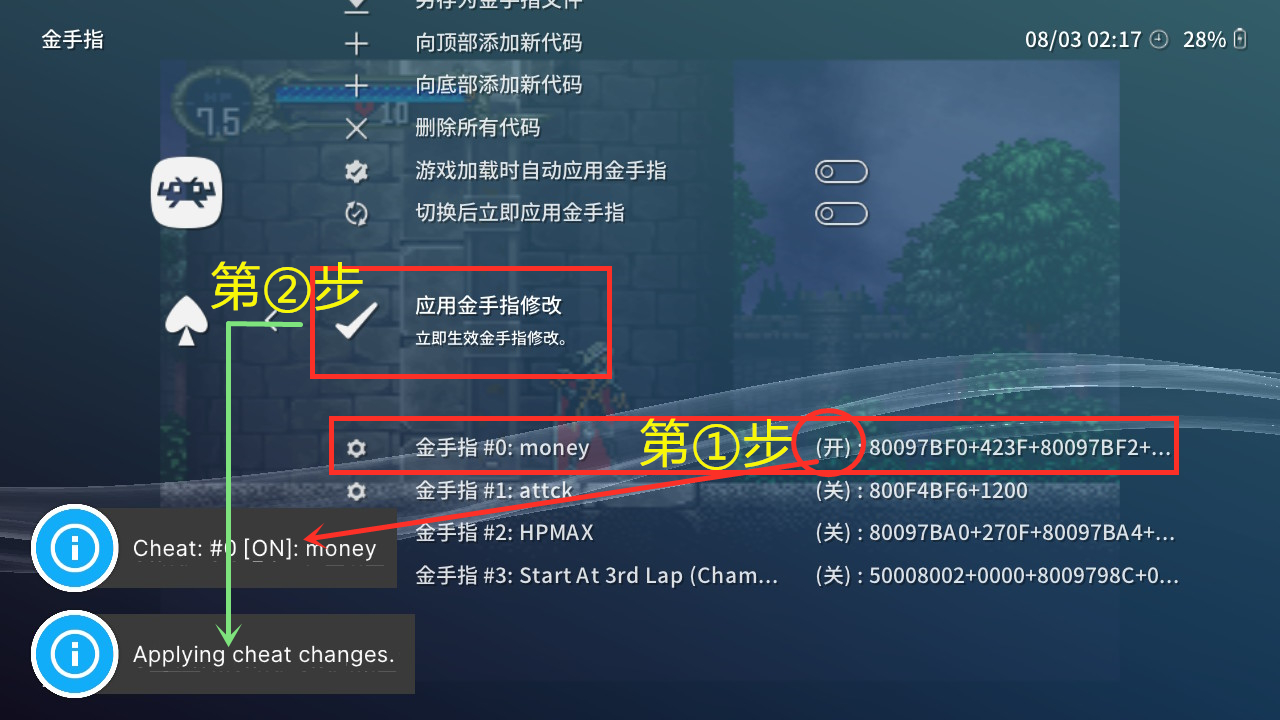 另存为金手指文件
金手指
08/03 02:17 28%
向顶部添加新代码
向底部添加新代码
75
10
删除所有代码
游戏加载时自动应用金手指
切换后立即应用金手指
第②步
应用金手指修改
立即生效金手指修改。
金手指 #0: money 第①步 (开) : 80097BF0+423F+80097BF2+...
金手指 #1: attck (关) : 800F4BF6+1200
金手指 #2: HPMAX (关) : 80097BA0+270F+80097BA4+...
金手指 #3: Start At 3rd Lap (Cham... (关) : 50008002+0000+8009798C+0...
Cheat: #0 [ON]: money
Applying cheat changes.